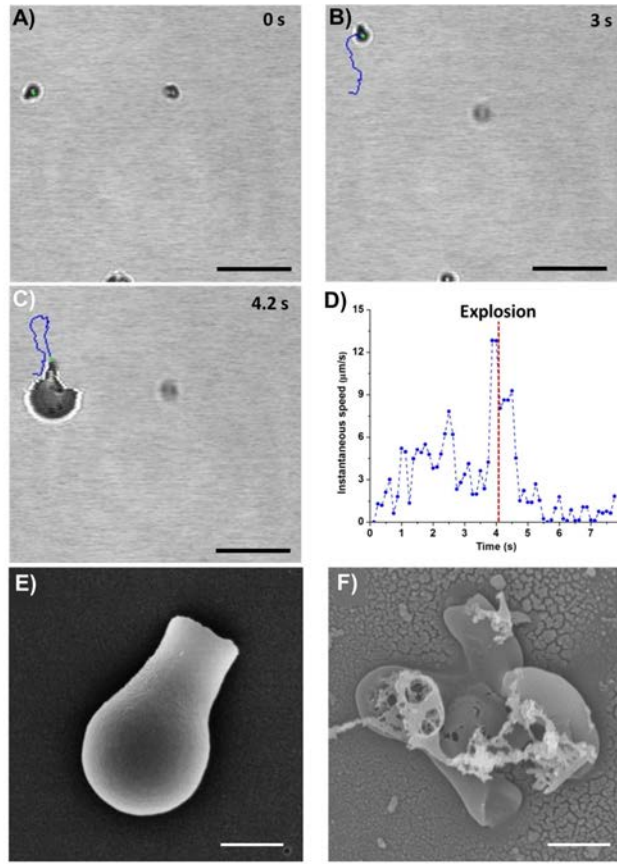 A)
0 s
B)
3 s
C)
4.2 s
D)
Explosion
Instantaneous speed (μm/s)
15
12
9
6
3
0
1
2
3
4
5
6
7
Time (s)
E)
F)